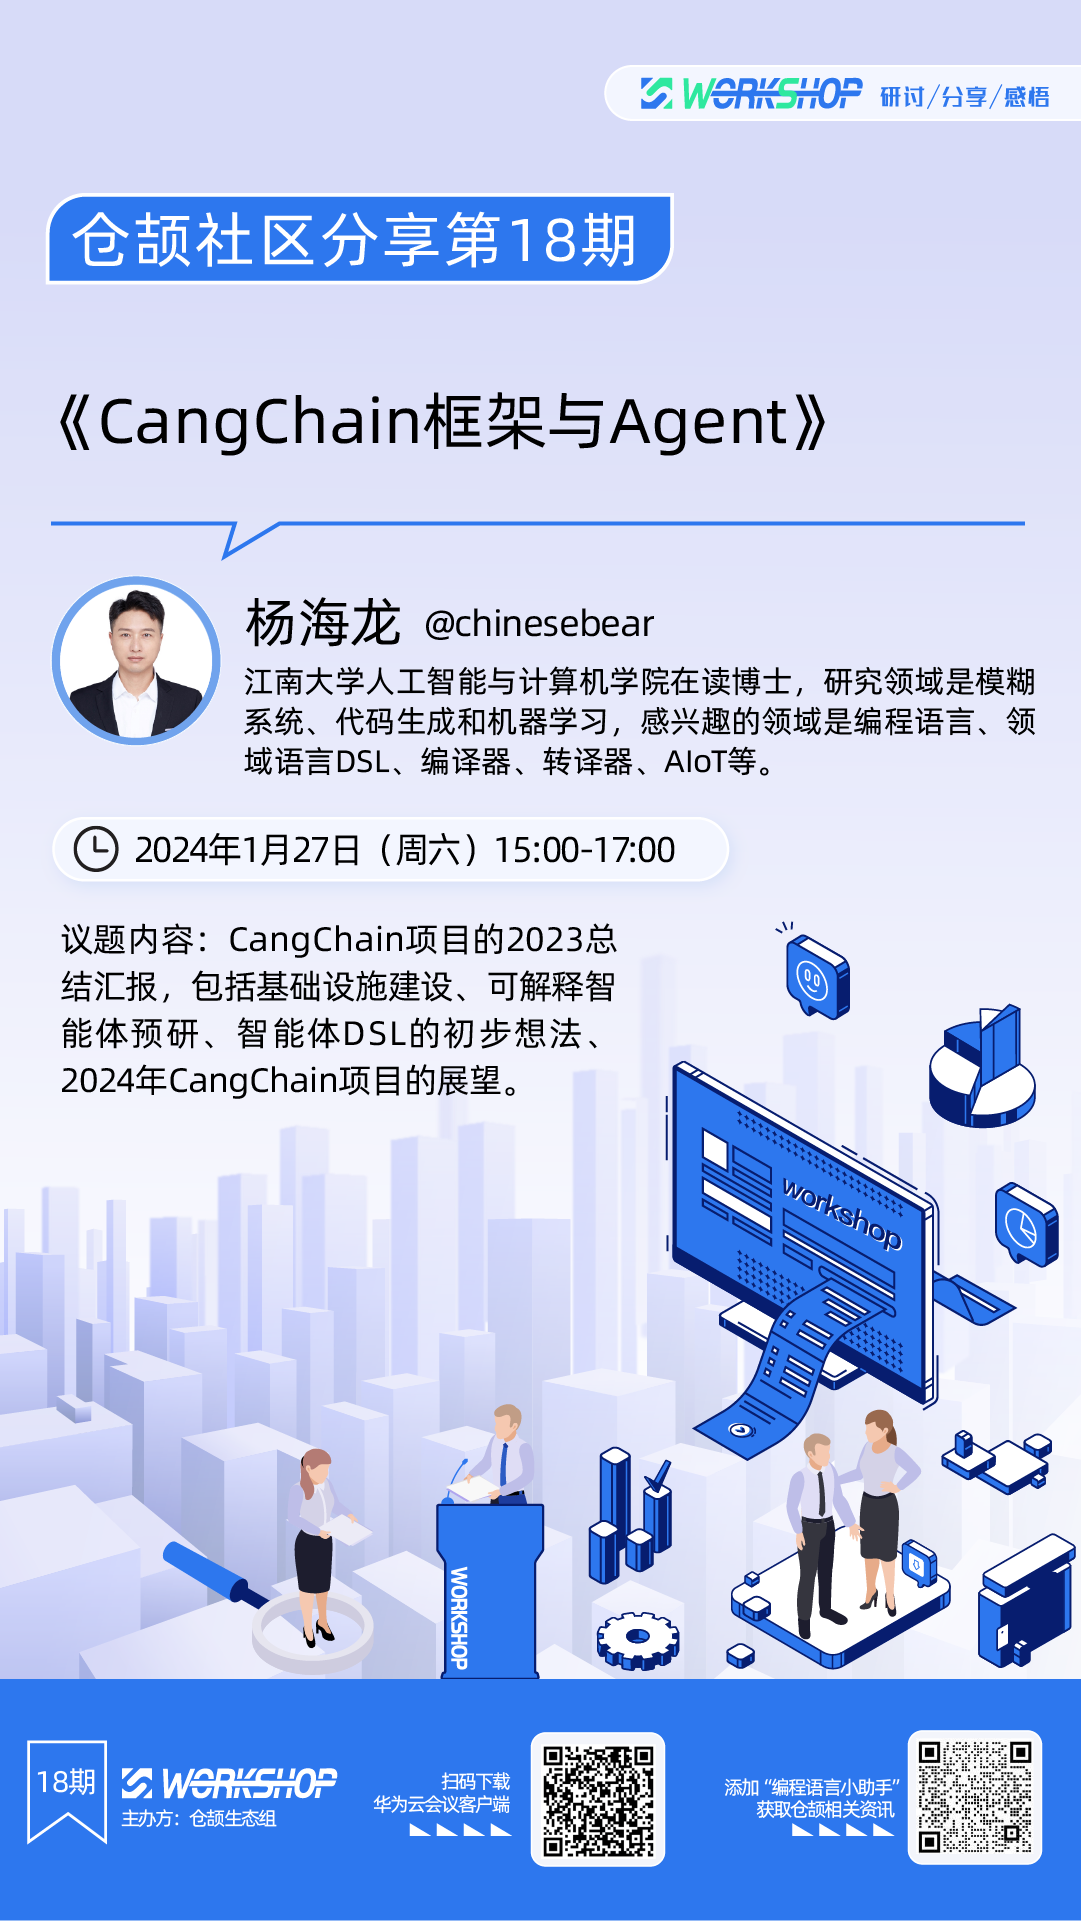 WORKSHOP 研讨/分享/感悟
仓颉社区分享第18期
《CangChain框架与Agent》
杨海龙 @chinesebear
江南大学人工智能与计算机学院在读博士，研究领域是模糊
系统、代码生成和机器学习，感兴趣的领域是编程语言、领
域语言DSL、编译器、转译器、AIoT等。
2024年1月27日（周六）15:00-17:00
议题内容：CangChain项目的2023总
结汇报，包括基础设施建设、可解释智
能体预研、智能体DSL的初步想法、
2024年CangChain项目的展望。
workshop
WORKSHOP
18期
WORKSHOP
主办方：仓颉生态组
扫码下载
华为云会议客户端
添加“编程语言小助手”
获取仓颉相关资讯